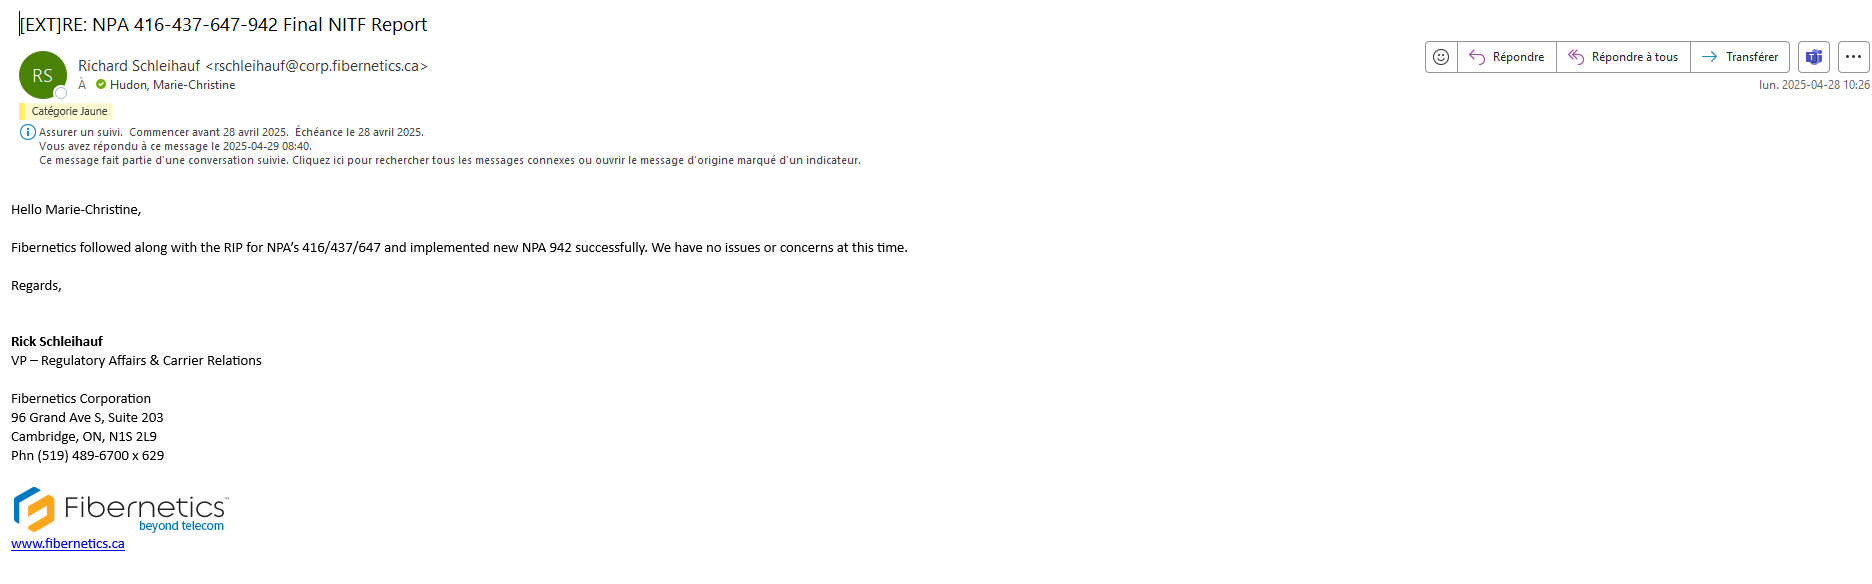 [EXT]RE: NPA 416-437-647-942 Final NITF Report
RS
Richard Schleihauf <rschleihauf@corp.fibernetics.ca>
À Hudon, Marie-Christine
Répondre
Répondre à tous
Transférer
lun. 2025-04-28 10:26
Catégorie Jaune
Assurer un suivi. Commencer avant 28 avril 2025. Échéance le 28 avril 2025.
Vous avez répondu à ce message le 2025-04-29 08:40.
Ce message fait partie d'une conversation suivie. Cliquez ici pour rechercher tous les messages connexes ou ouvrir le message d'origine marqué d'un indicateur.
Hello Marie-Christine,
Fibernetics followed along with the RIP for NPA's 416/437/647 and implemented new NPA 942 successfully. We have no issues or concerns at this time.
Regards,
Rick Schleihauf
VP – Regulatory Affairs & Carrier Relations
Fibernetics Corporation
96 Grand Ave S, Suite 203
Cambridge, ON, N1S 2L9
Phn (519) 489-6700 x 629
Fibernetics™
beyond telecom
www.fibernetics.ca